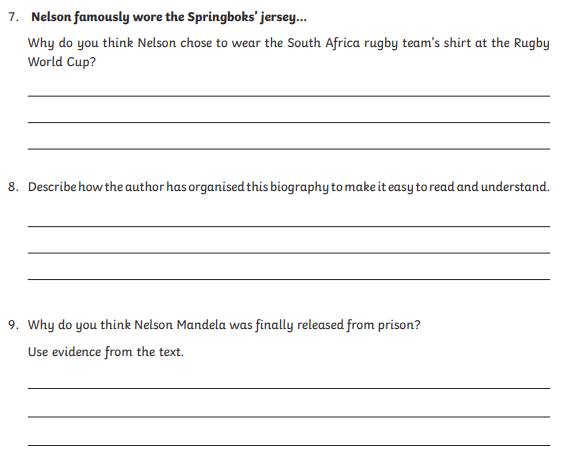 7. Nelson famously wore the Springboks' jersey...
Why do you think Nelson chose to wear the South Africa rugby team's shirt at the Rugby
World Cup?
8. Describe how the author has organised this biography to make it easy to read and understand.
9. Why do you think Nelson Mandela was finally released from prison?
Use evidence from the text.